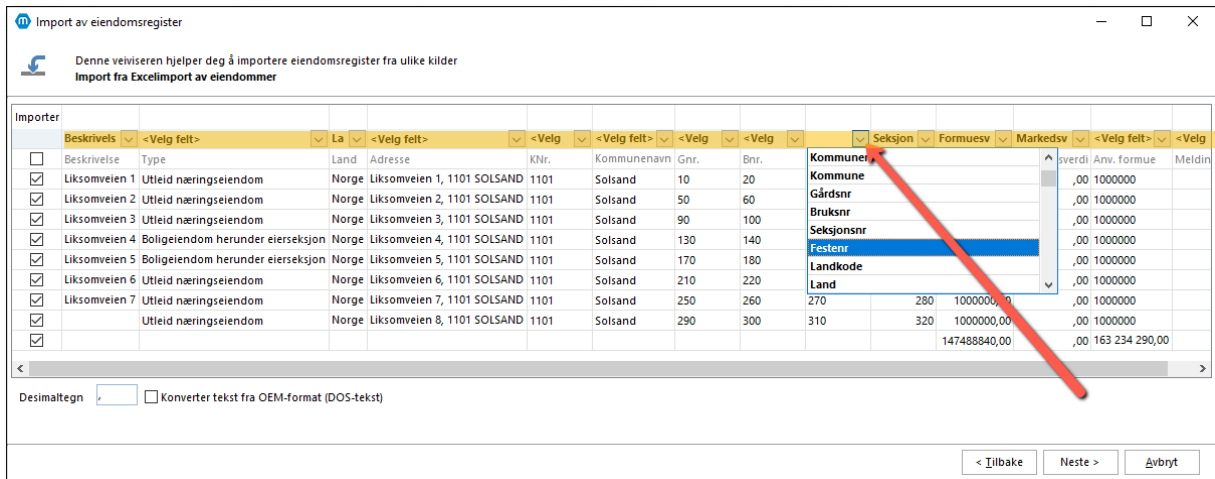 Import av eiendomsregister
Denne veiviseren hjelper deg å importere eiendomsregister fra ulike kilder
Import fra Excelimport av eiendommer
Importer
Beskrivels <Velg felt> La <Velg felt> <Velg <Velg felt> <Velg <Velg Seksjon Formuesv Markedsv <Velg felt> <Velg
Beskrivelse Type Land Adresse KNr. Kommunenavn Gnr. Bnr. Kommuner sverdi Anv. formue Meldin
Kommune
Liksomveien 1 Utleid næringseiendom Norge Liksomveien 1, 1101 SOLSAND 1101 Solsand 10 20 ,00 1000000
Gårdsnr
Liksomveien 2 Utleid næringseiendom Norge Liksomveien 2, 1101 SOLSAND 1101 Solsand 50 60 ,00 1000000
Bruksnr
Liksomveien 3 Utleid næringseiendom Norge Liksomveien 3, 1101 SOLSAND 1101 Solsand 90 100 ,00 1000000
Seksjonsnr
Liksomveien 4 Boligeiendom herunder eierseksjon Norge Liksomveien 4, 1101 SOLSAND 1101 Solsand 130 140 ,00 1000000
Festenr
Liksomveien 5 Boligeiendom herunder eierseksjon Norge Liksomveien 5, 1101 SOLSAND 1101 Solsand 170 180 ,00 1000000
Landkode
Liksomveien 6 Utleid næringseiendom Norge Liksomveien 6, 1101 SOLSAND 1101 Solsand 210 220 ,00 1000000
Land
Liksomveien 7 Utleid næringseiendom Norge Liksomveien 7, 1101 SOLSAND 1101 Solsand 250 260 270 280 1000000,00 ,00 1000000
Utleid næringseiendom Norge Liksomveien 8, 1101 SOLSAND 1101 Solsand 290 300 310 320 1000000,00 ,00 1000000
147488840,00 ,00 163 234 290,00
Desimaltegn , Konverter tekst fra OEM-format (DOS-tekst)
< Tilbake Neste > Avbryt